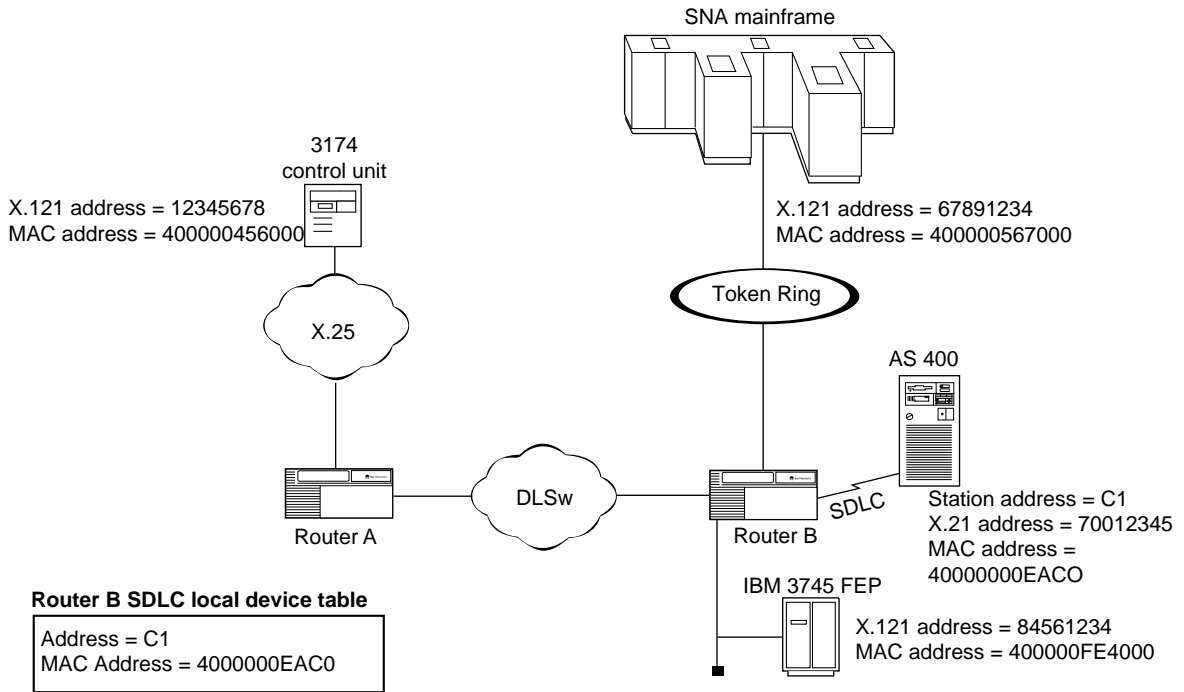 SNA mainframe
3174
control unit
X.121 address = 12345678
MAC address = 400000456000
X.121 address = 67891234
MAC address = 400000567000
Token Ring
X.25
AS 400
DLSw
SDLC
Router A
Router B
Station address = C1
X.21 address = 70012345
MAC address =
40000000EACO
IBM 3745 FEP
X.121 address = 84561234
MAC address = 400000FE4000
Router B SDLC local device table
Address = C1
MAC Address = 4000000EAC0